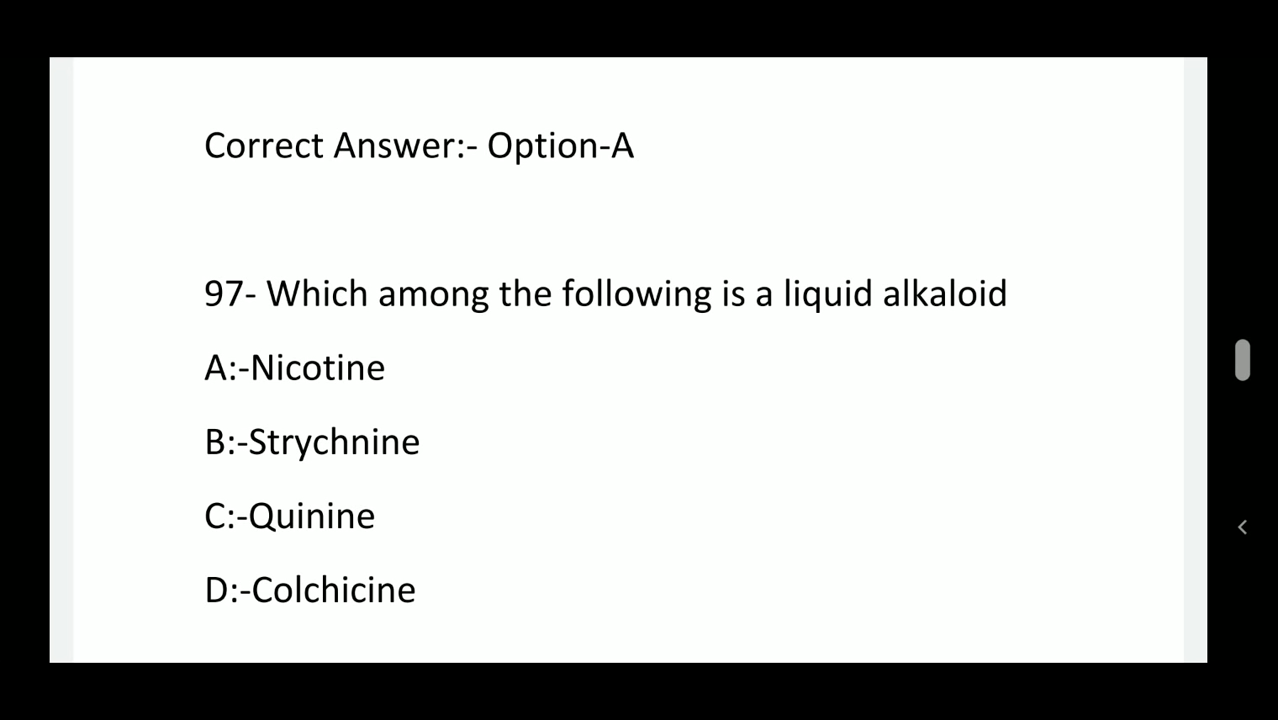 Correct Answer:- Option-A
97- Which among the following is a liquid alkaloid
A:-Nicotine
B:-Strychnine
C:-Quinine
D:-Colchicine